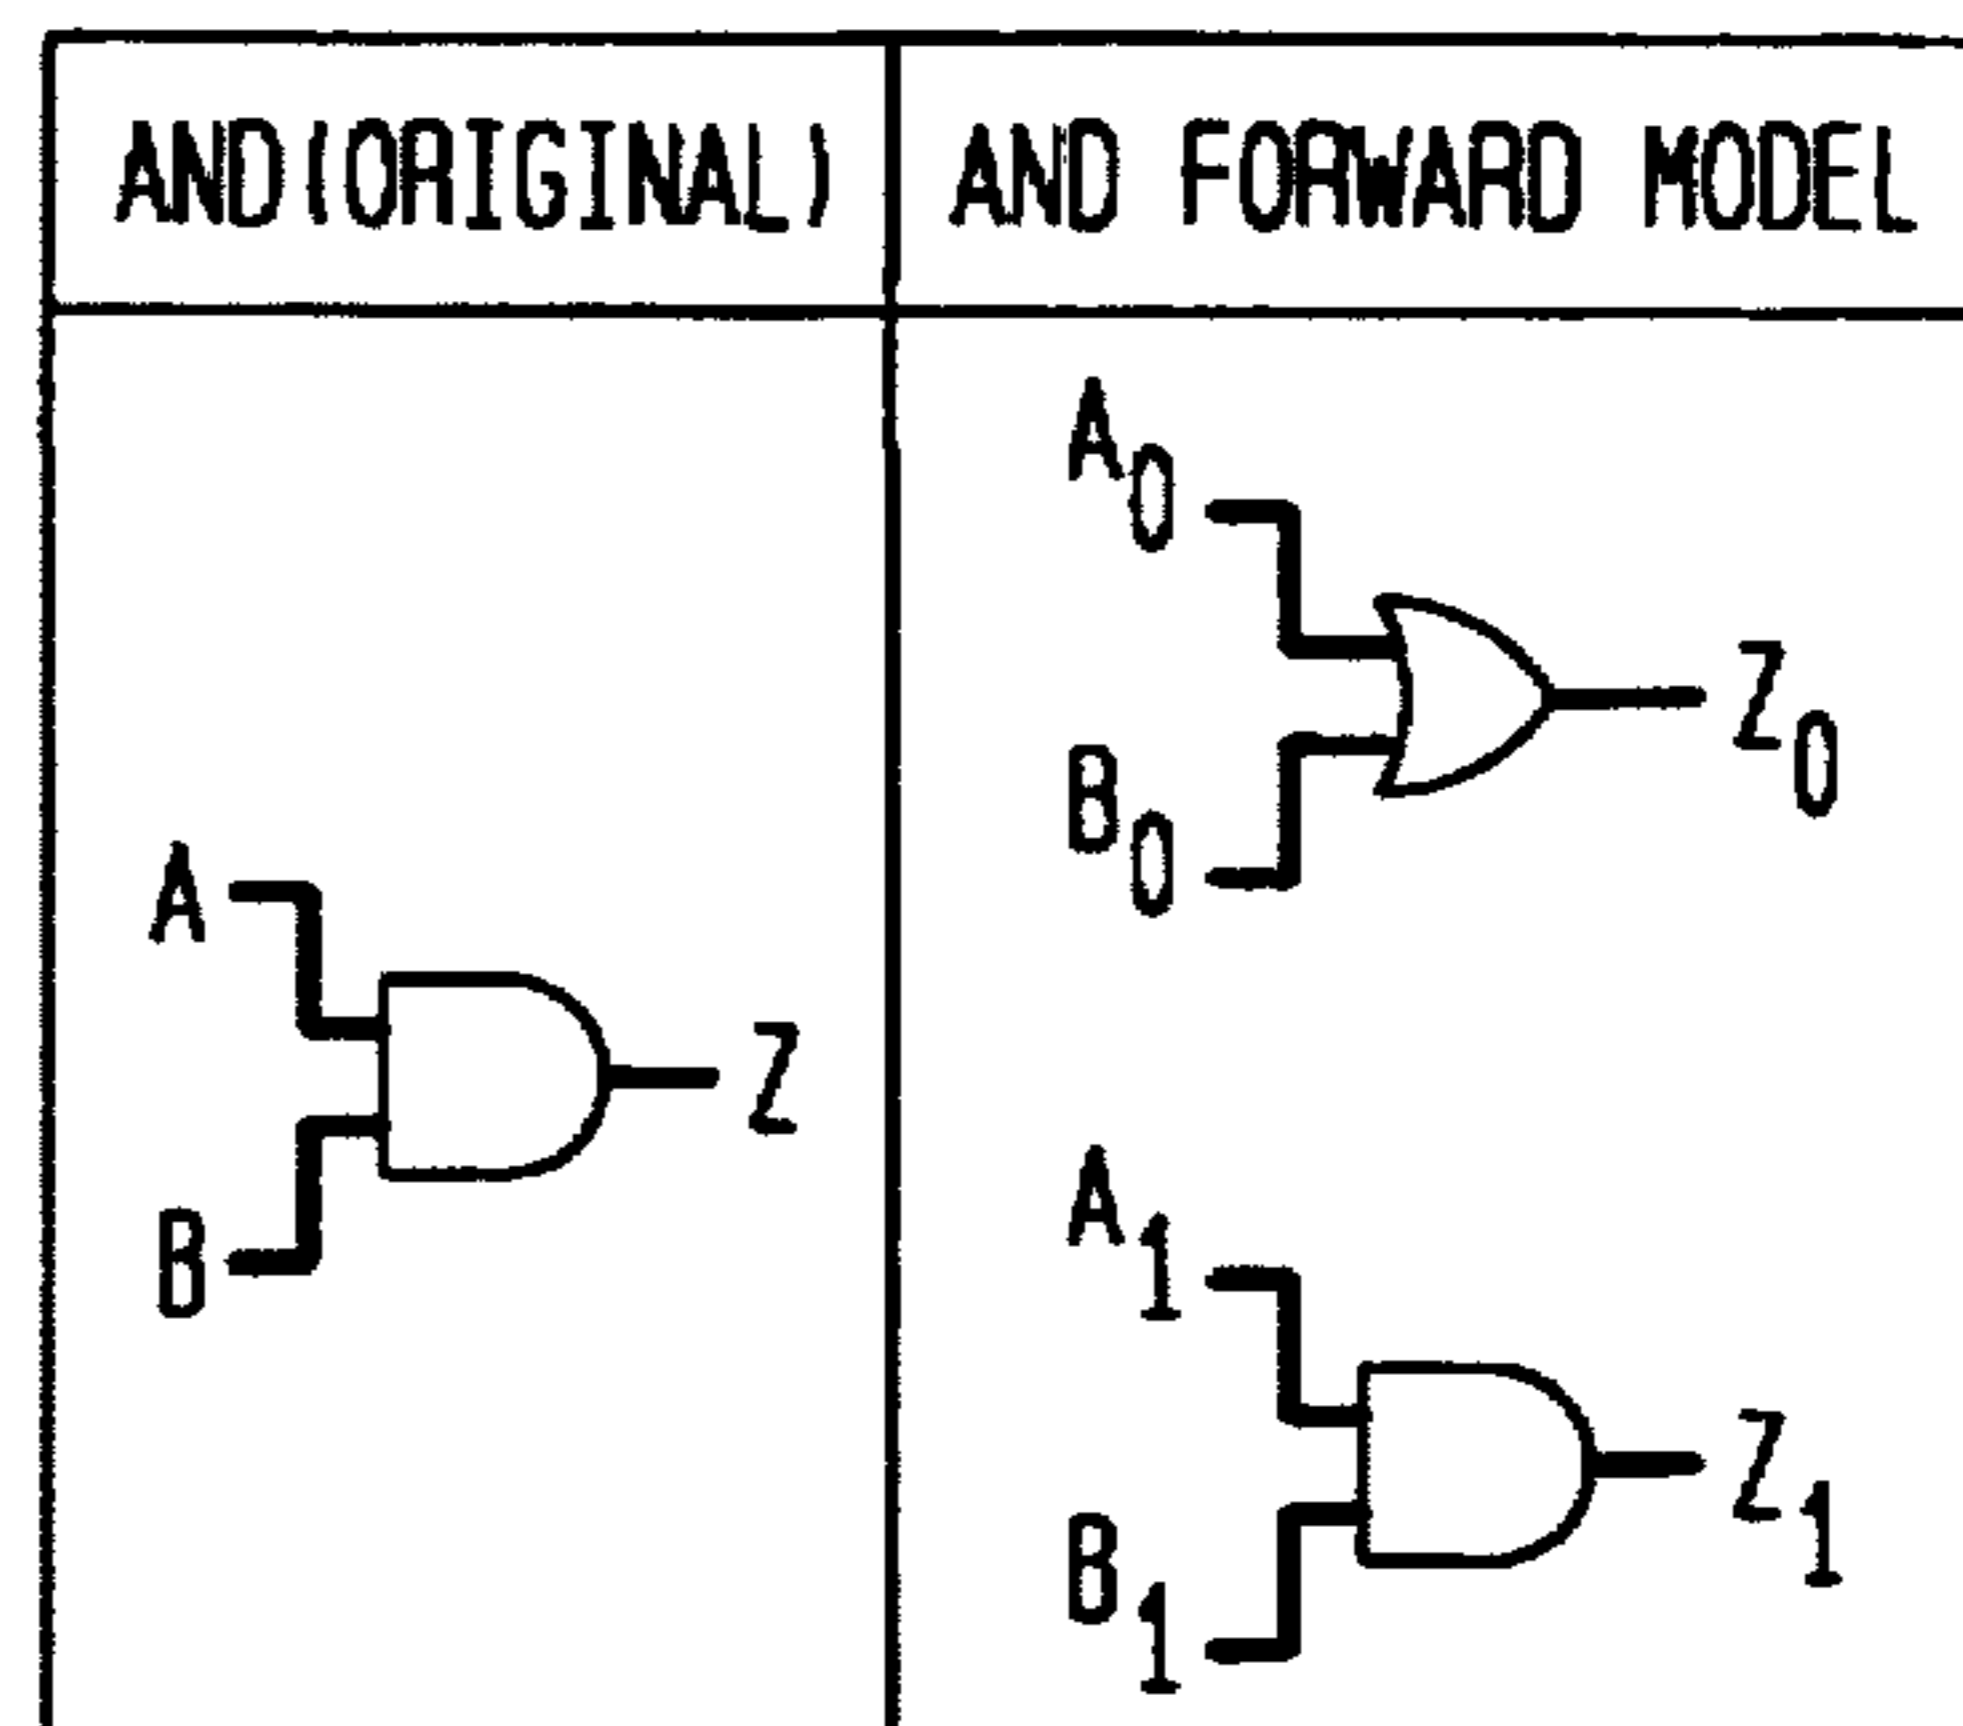 AND(ORIGINAL)
AND FORWARD MODEL
A
B
Z
A0
B0
Z0
A1
B1
Z1